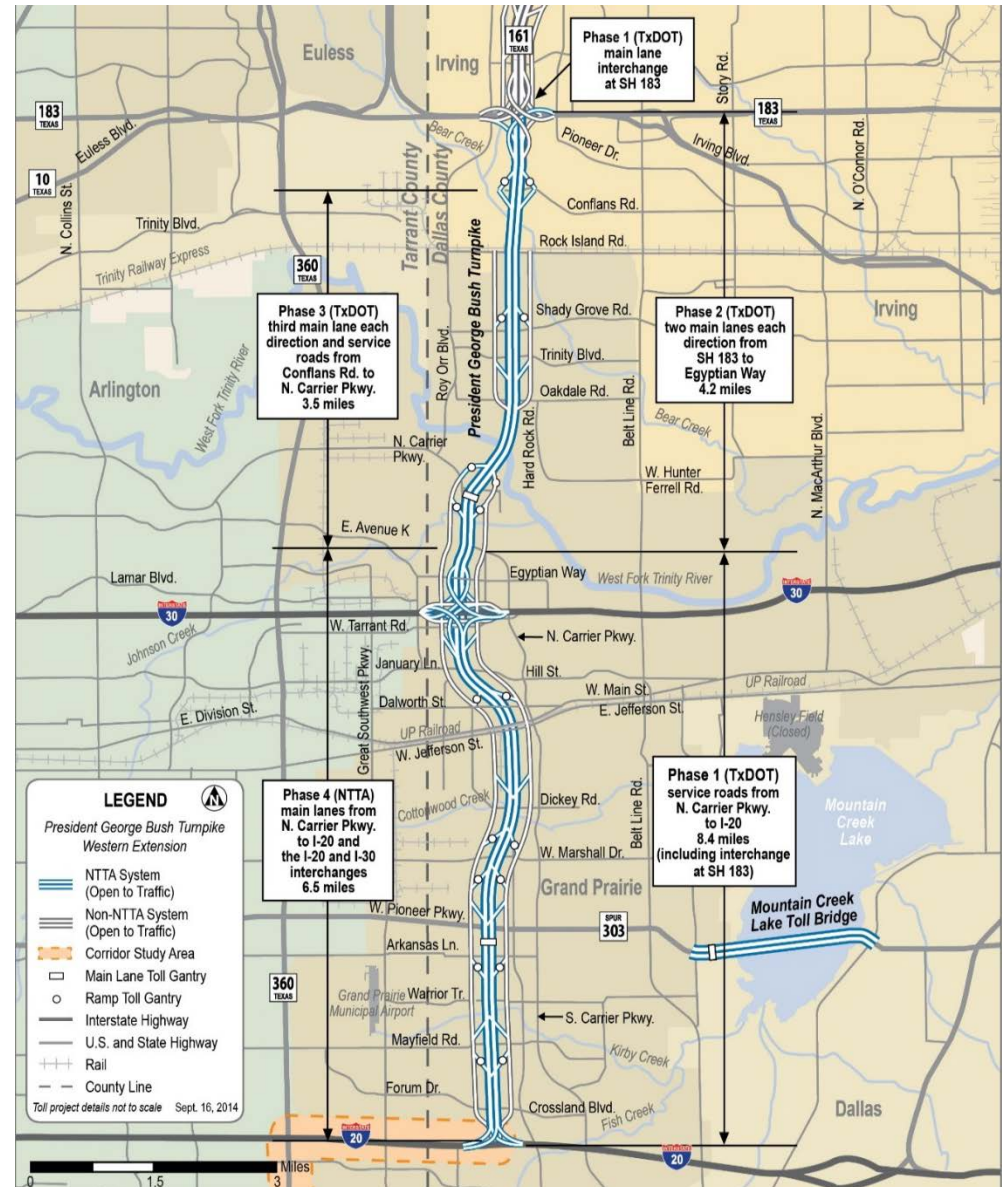 Euless
Irving
161
TEXAS
Phase 1 (TxDOT)
main lane
interchange
at SH 183
Story Rd.
183
TEXAS
183
TEXAS
Euless Blvd.
Bear Creek
Pioneer Dr.
Irving Blvd.
N. O'Connor Rd.
10
TEXAS
N. Collins St.
Tarrant County
Dallas County
Conflans Rd.
Trinity Blvd.
Rock Island Rd.
Trinity Railway Express
360
TEXAS
President George Bush Turnpike
Phase 3 (TxDOT)
third main lane each
direction and service
roads from
Conflans Rd. to
N. Carrier Pkwy.
3.5 miles
Shady Grove Rd.
Phase 2 (TxDOT)
two main lanes each
direction from
SH 183 to
Egyptian Way
4.2 miles
Irving
Roy Orr Blvd.
Trinity Blvd.
Oakdale Rd.
Arlington
West Fork Trinity River
Belt Line Rd.
Bear Creek
Hard Rock Rd.
N. Carrier
Pkwy.
W. Hunter
Ferrell Rd.
N. MacArthur Blvd.
E. Avenue K
Lamar Blvd.
Egyptian Way
West Fork Trinity River
INTERSTATE
30
INTERSTATE
30
W. Tarrant Rd.
N. Carrier Pkwy.
Johnson Creek
January Ln.
Hill St.
Great Southwest Pkwy.
Dalworth St.
W. Main St.
UP Railroad
E. Jefferson St.
E. Division St.
UP Railroad
W. Jefferson St.
Hensley Field
(Closed)
LEGEND
N
President George Bush Turnpike
Western Extension
NTTA System
(Open to Traffic)
Non-NTTA System
(Open to Traffic)
Corridor Study Area
Main Lane Toll Gantry
Ramp Toll Gantry
Interstate Highway
U.S. and State Highway
Rail
County Line
Toll project details not to scale Sept. 16, 2014
Phase 4 (NTTA)
main lanes from
N. Carrier Pkwy.
to I-20 and
the I-20 and I-30
interchanges
6.5 miles
Cottonwood Creek
Dickey Rd.
Belt Line Rd.
Phase 1 (TxDOT)
service roads from
N. Carrier Pkwy.
to I-20
8.4 miles
(including interchange
at SH 183)
Mountain
Creek
Lake
W. Marshall Dr.
Grand Prairie
W. Pioneer Pkwy.
SPUR
303
Mountain Creek
Lake Toll Bridge
Arkansas Ln.
360
TEXAS
Grand Prairie
Municipal Airport
Warrior Tr.
S. Carrier Pkwy.
Mayfield Rd.
Kirby Creek
Forum Dr.
Crossland Blvd.
Fish Creek
Dallas
INTERSTATE
20
INTERSTATE
20
Miles
0 1.5 3